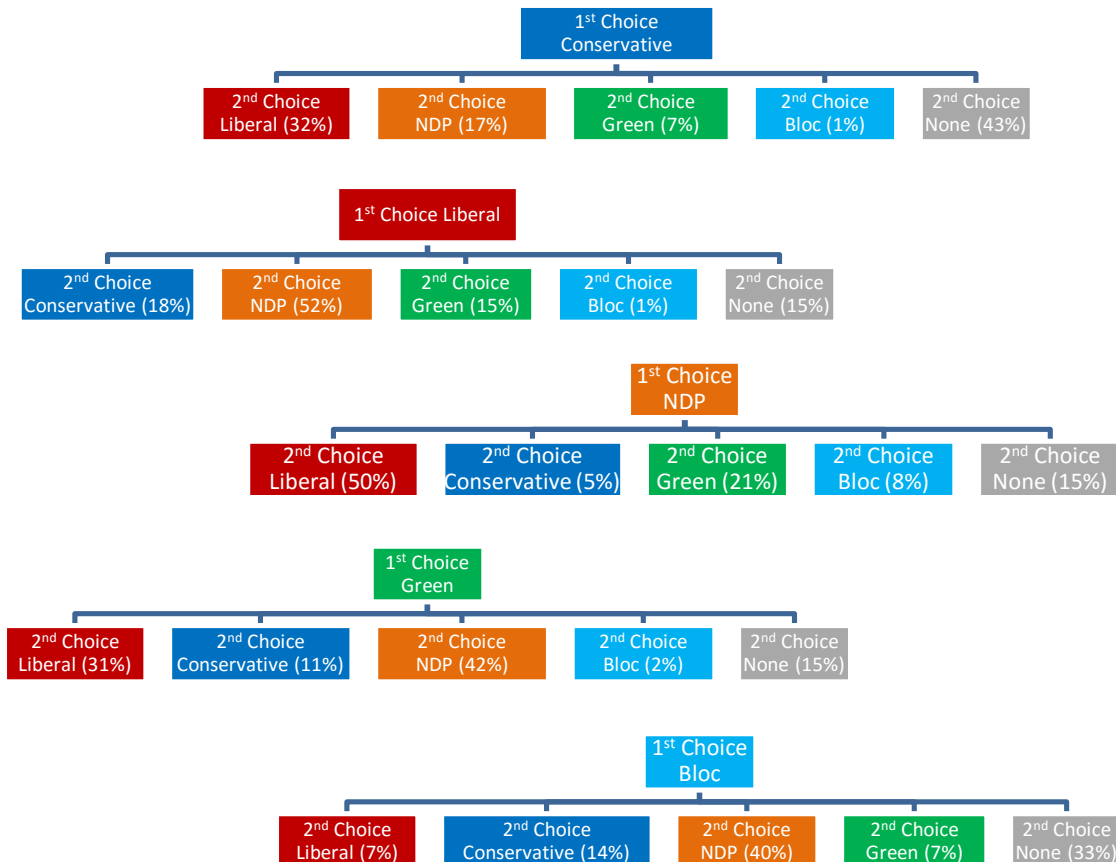 1st Choice
Conservative
2nd Choice
Liberal (32%)
2nd Choice
NDP (17%)
2nd Choice
Green (7%)
2nd Choice
Bloc (1%)
2nd Choice
None (43%)
1st Choice Liberal
2nd Choice
Conservative (18%)
2nd Choice
NDP (52%)
2nd Choice
Green (15%)
2nd Choice
Bloc (1%)
2nd Choice
None (15%)
1st Choice
NDP
2nd Choice
Liberal (50%)
2nd Choice
Conservative (5%)
2nd Choice
Green (21%)
2nd Choice
Bloc (8%)
2nd Choice
None (15%)
1st Choice
Green
2nd Choice
Liberal (31%)
2nd Choice
Conservative (11%)
2nd Choice
NDP (42%)
2nd Choice
Bloc (2%)
2nd Choice
None (15%)
1st Choice
Bloc
2nd Choice
Liberal (7%)
2nd Choice
Conservative (14%)
2nd Choice
NDP (40%)
2nd Choice
Green (7%)
2nd Choice
None (33%)